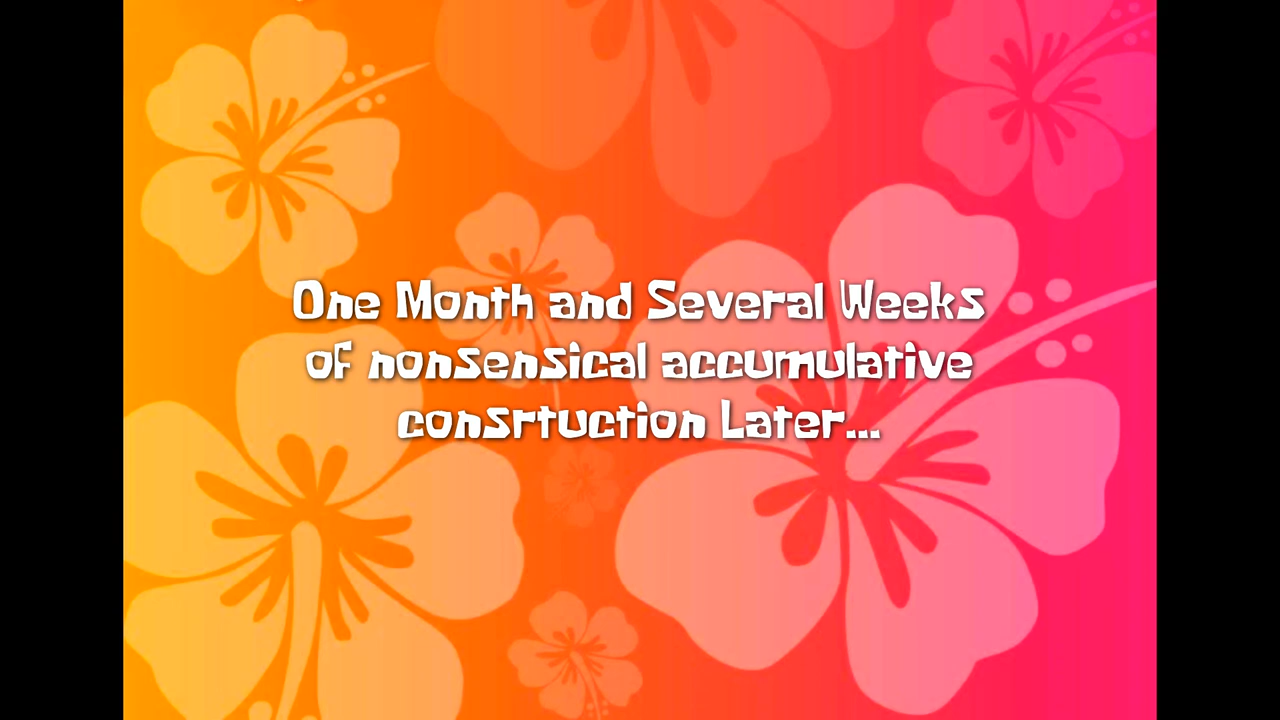 One Month and Several Weeks
of nonsensical accumulative
consrtuction Later...